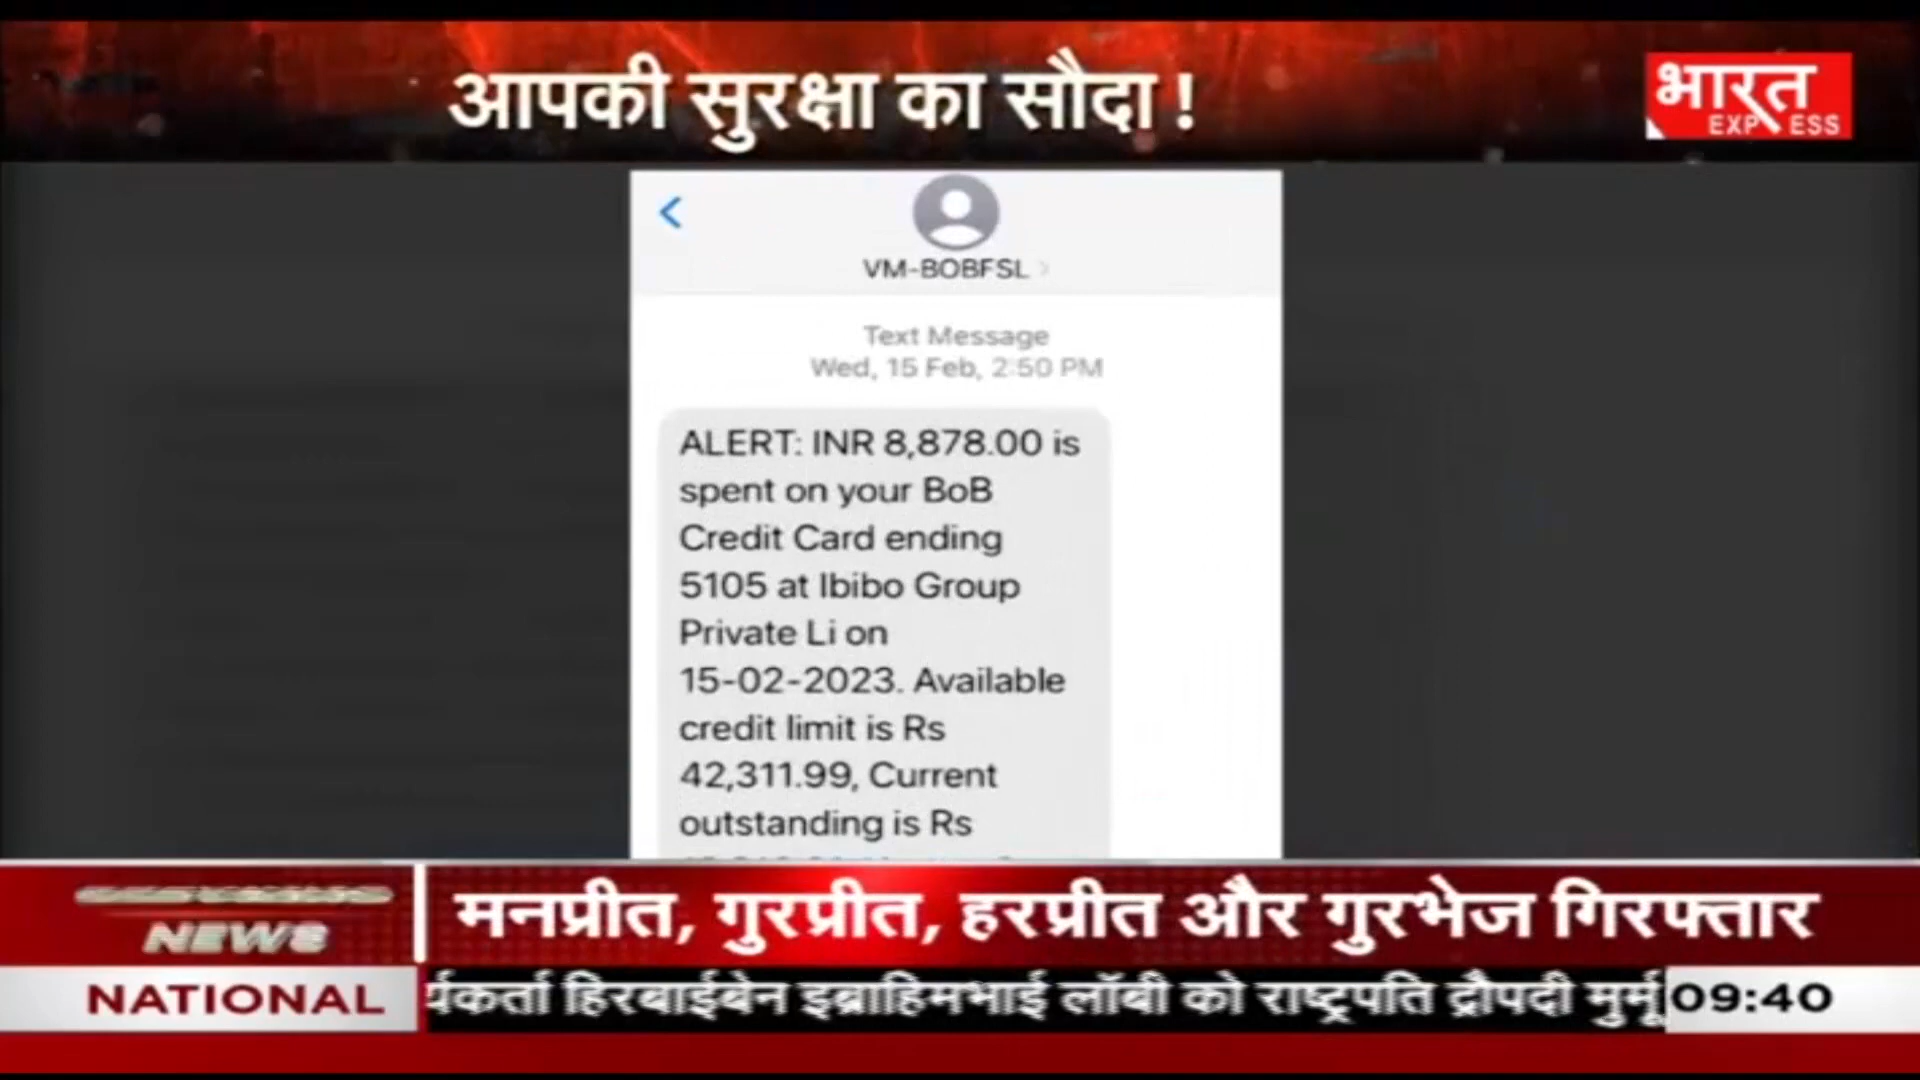 आपकी सुरक्षा का सौदा !
भारत
EXP ESS
VM-BOBFSL
Text Message
Wed, 15 Feb, 2:50 PM
ALERT: INR 8,878.00 is
spent on your BoB
Credit Card ending
5105 at Ibibo Group
Private Li on
15-02-2023. Available
credit limit is Rs
42,311.99, Current
outstanding is Rs
NEWS
मनप्रीत, गुरप्रीत, हरप्रीत और गुरभेज गिरफ्तार
NATIONAL
हिरबाईबेन इब्राहिमभाई लॉबी को राष्ट्रपति द्रौपदी मुर्मू
09:40